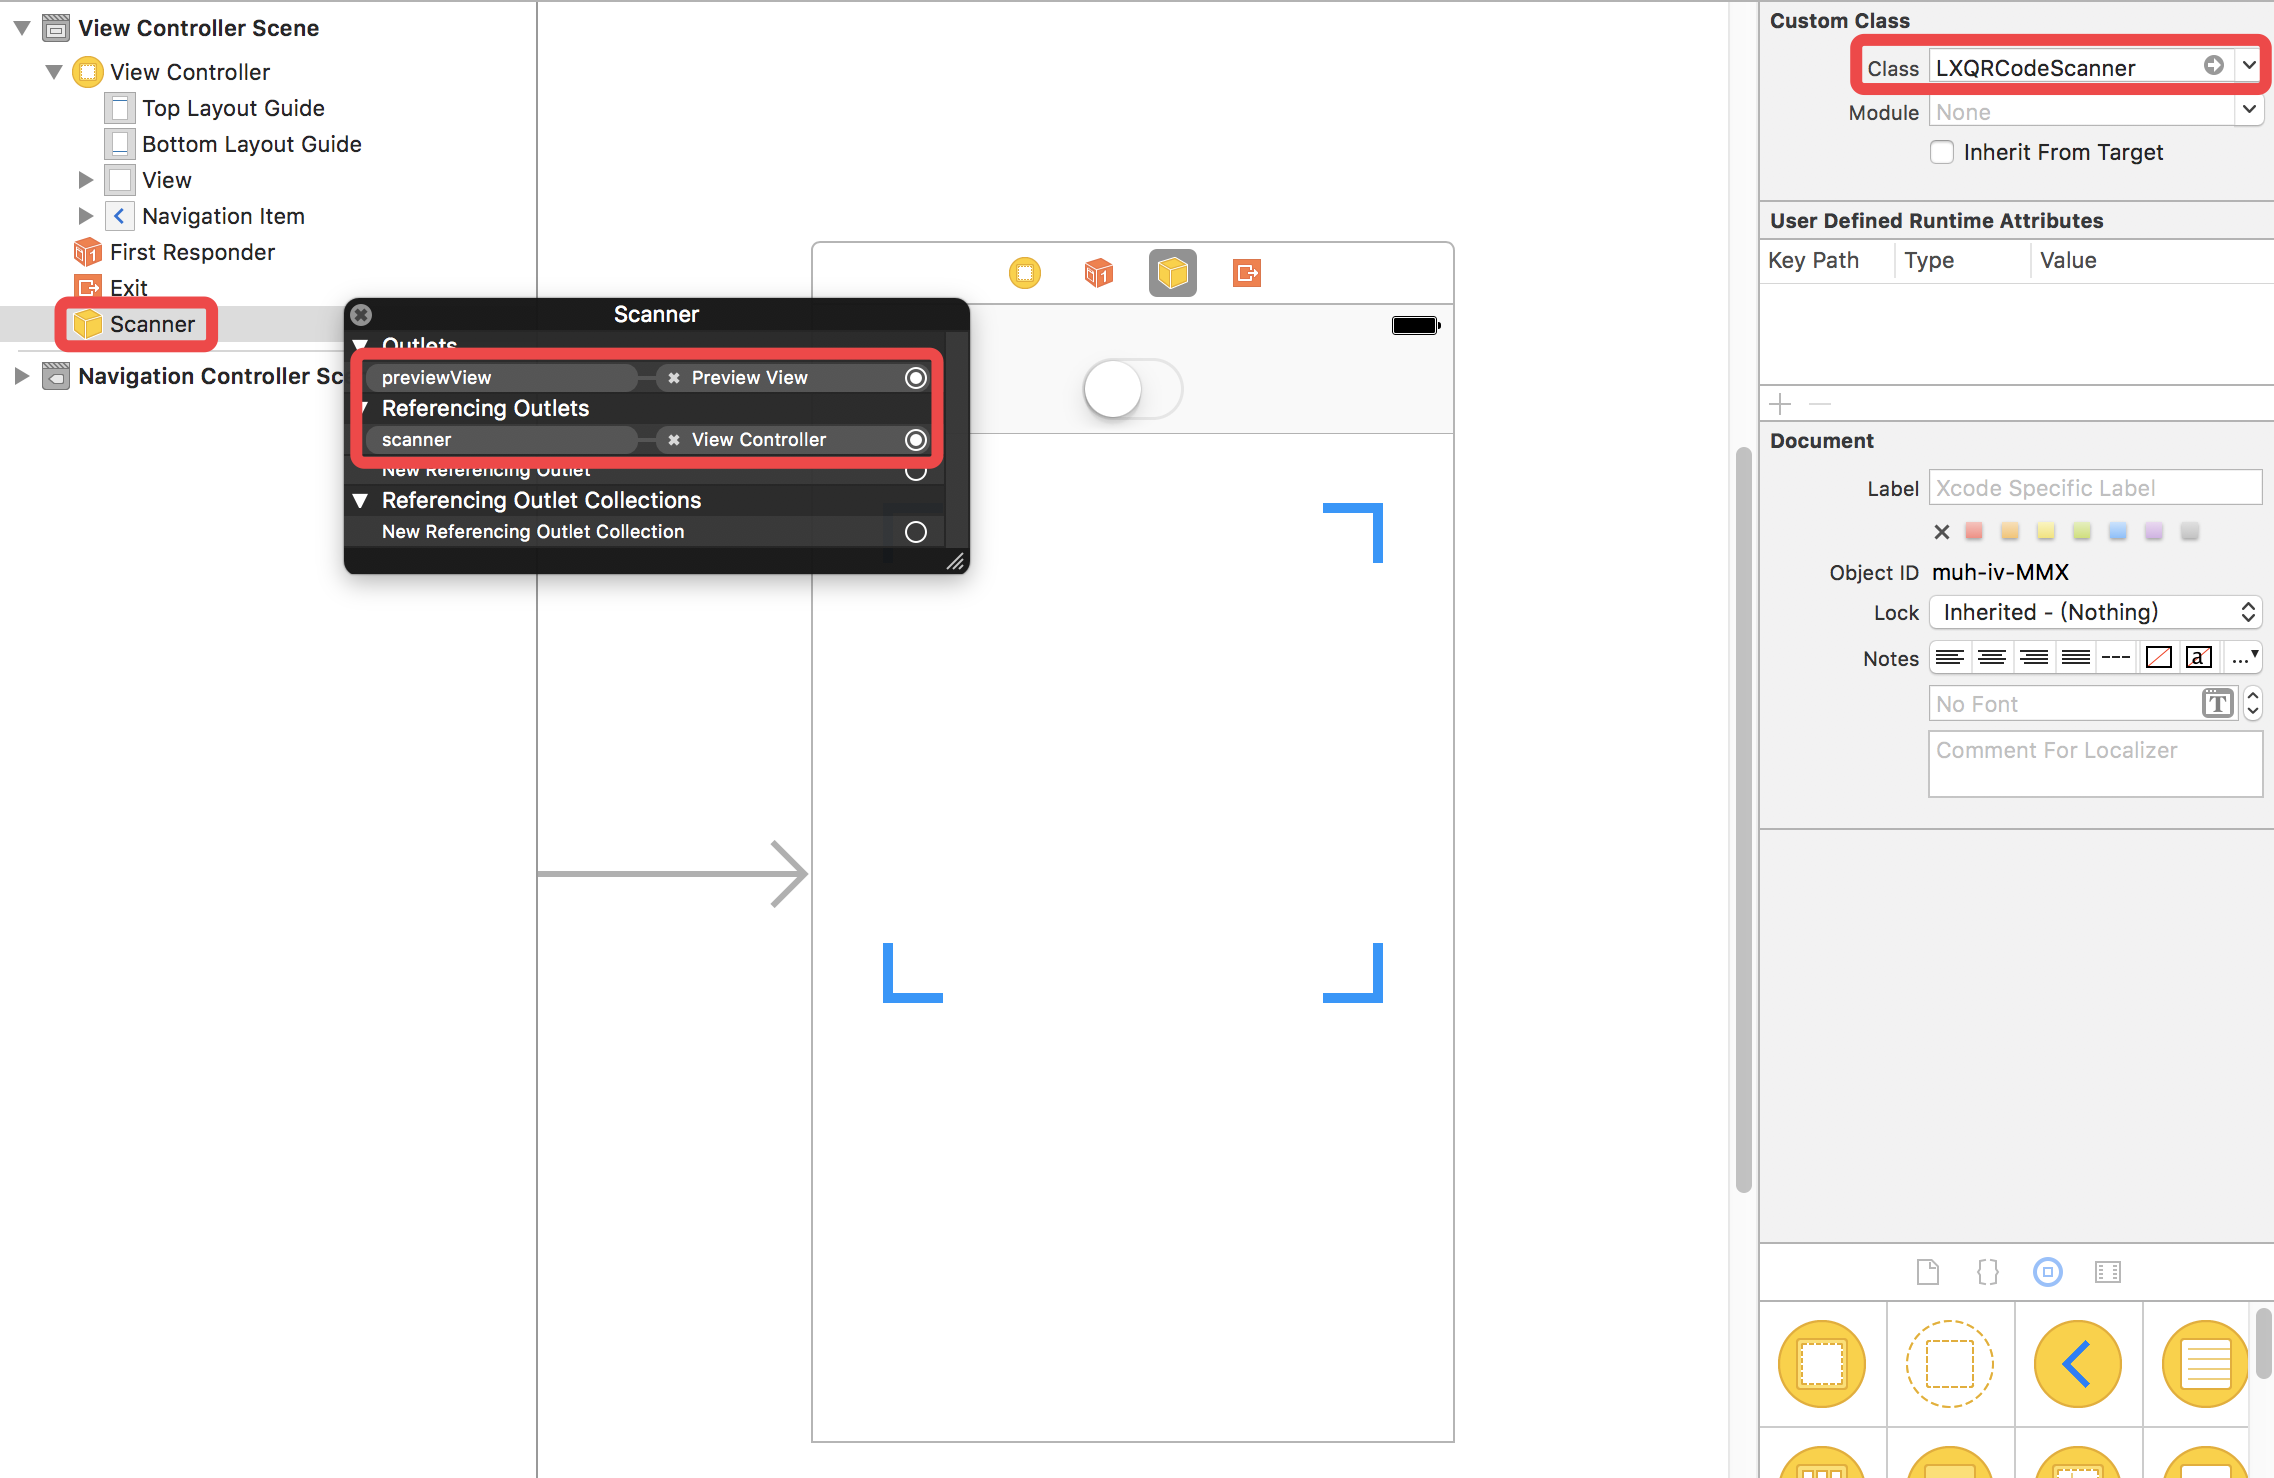 View Controller Scene
View Controller
Top Layout Guide
Bottom Layout Guide
View
Navigation Item
First Responder
Exit
Scanner
Navigation Controller Sc
Scanner
Outlets
previewView
Preview View
Referencing Outlets
scanner
View Controller
New Referencing Outlet
Referencing Outlet Collections
New Referencing Outlet Collection
Custom Class
Class LXQRCodeScanner
Module None
Inherit From Target
User Defined Runtime Attributes
Key Path Type Value
Document
Label Xcode Specific Label
Object ID muh-iv-MMX
Lock Inherited - (Nothing)
Notes
No Font
Comment For Localizer